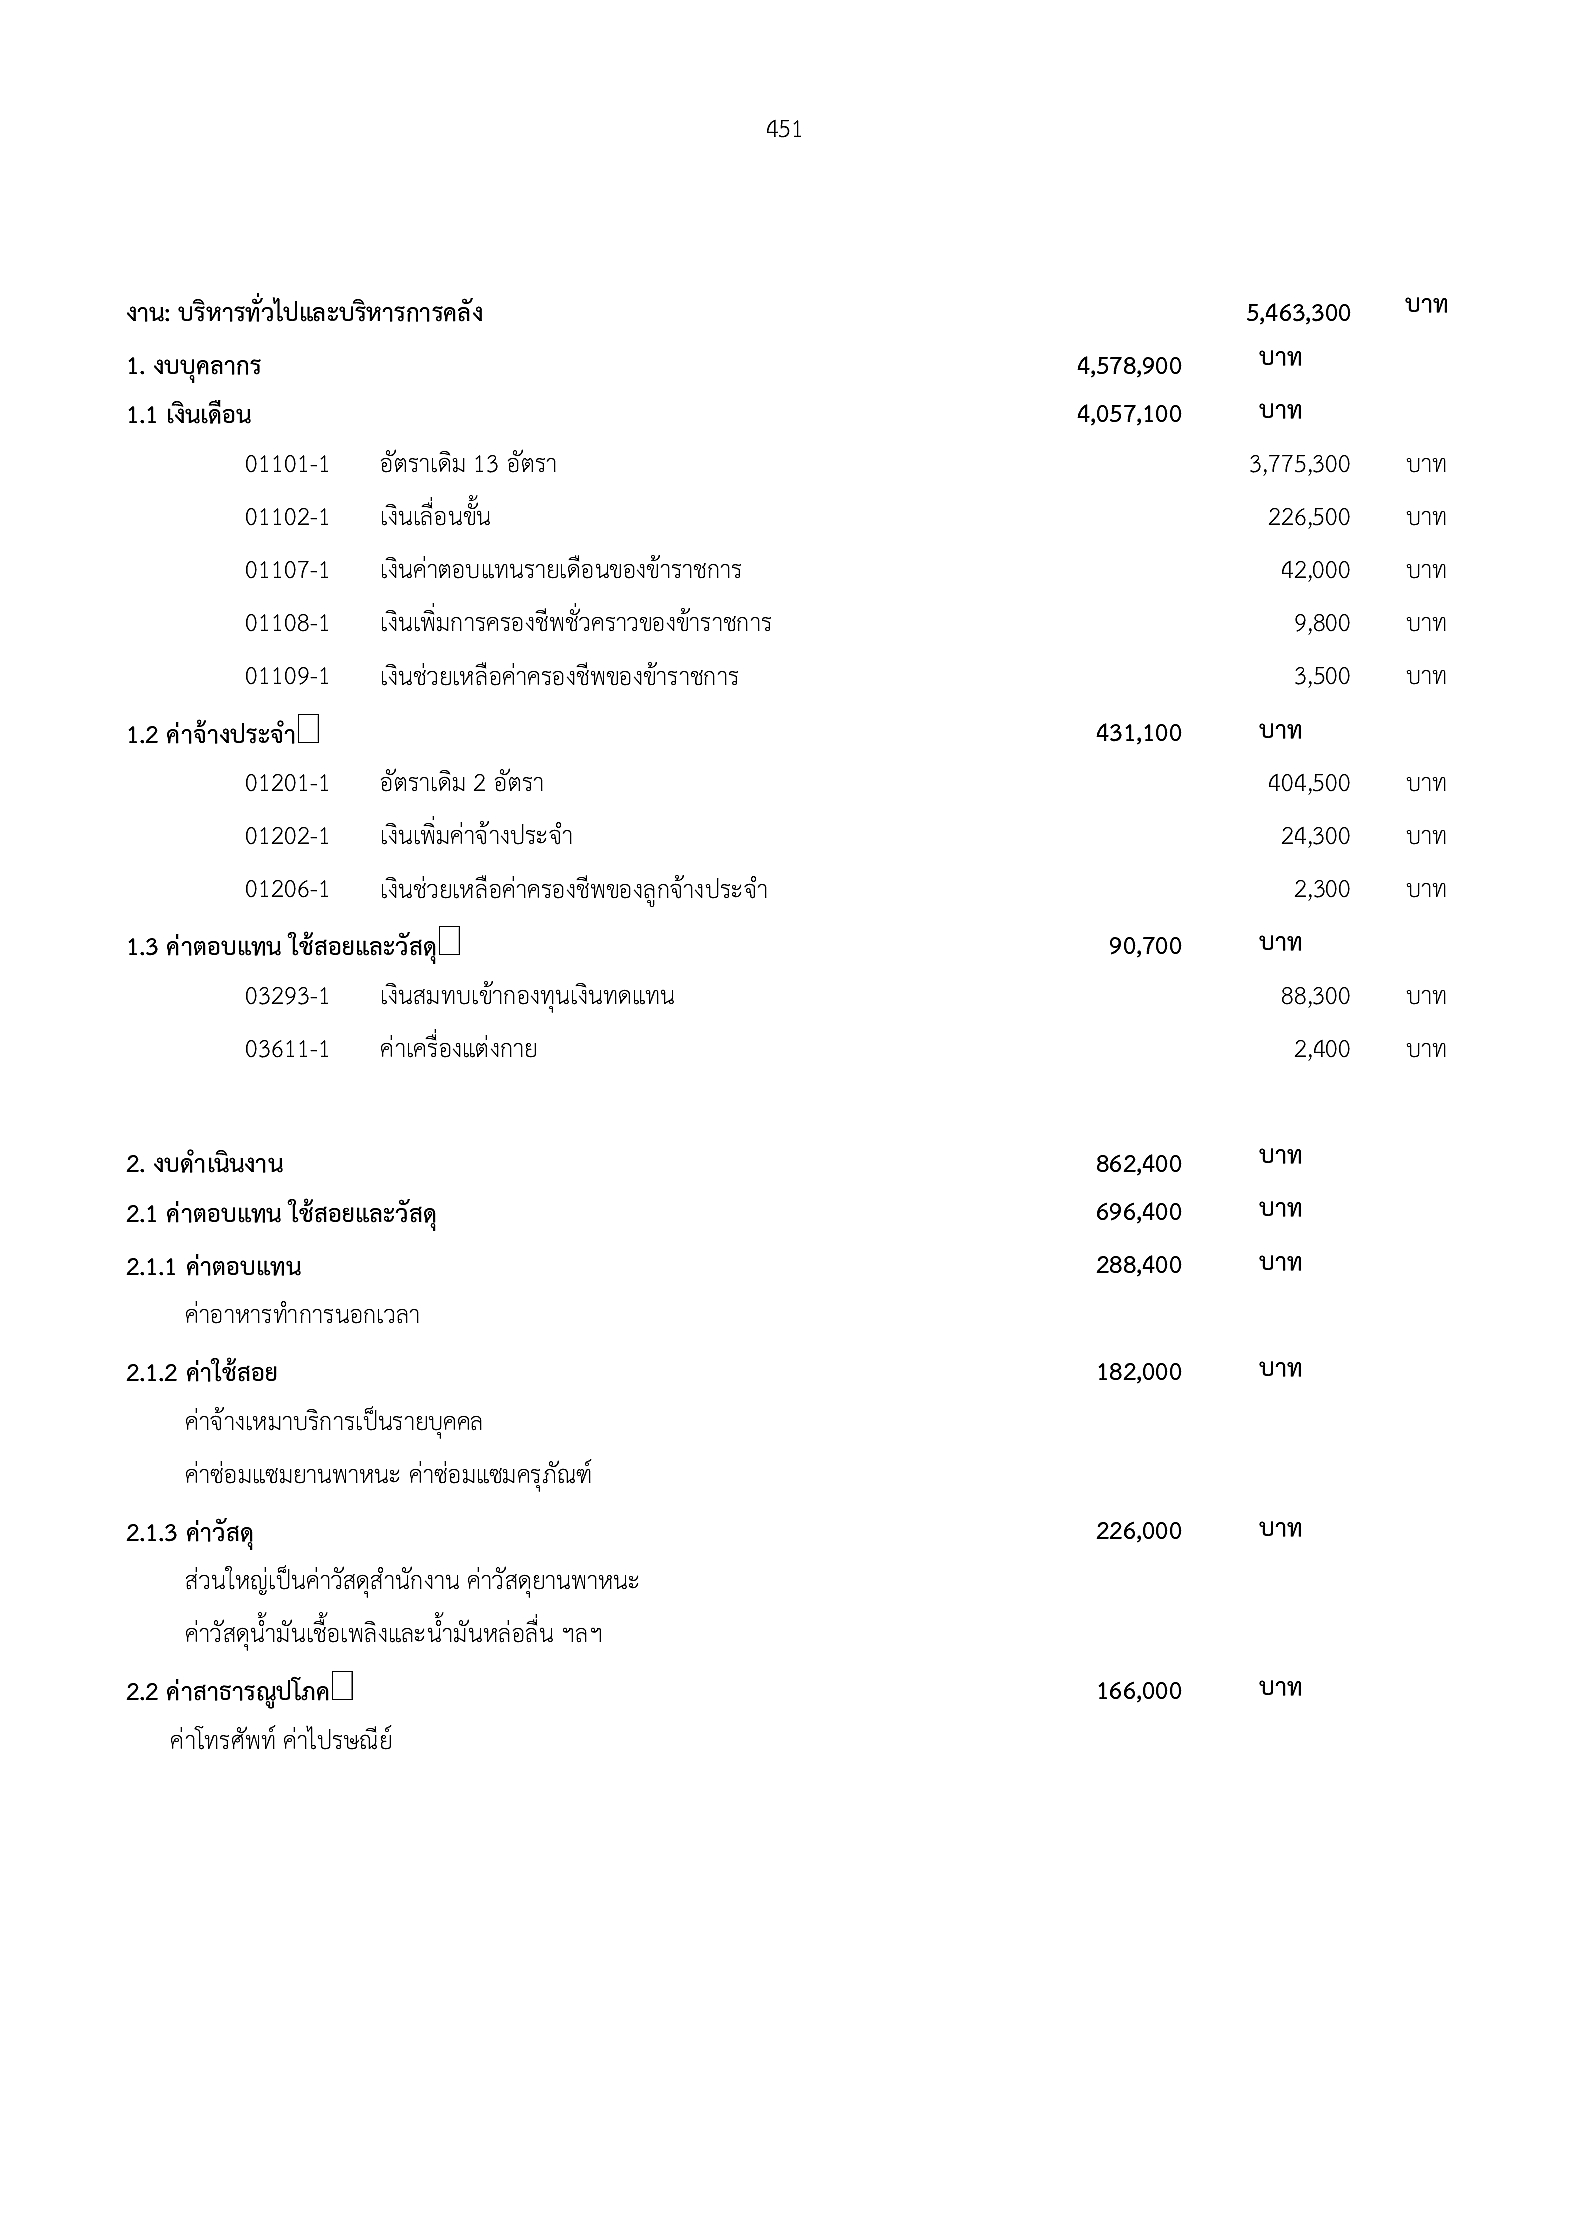 451
งาน: บริหารทั่วไปและบริหารการคลัง 5,463,300 บาท
1. งบบุคลากร 4,578,900 บาท
1.1 เงินเดือน 4,057,100 บาท
01101-1 อัตราเดิม 13 อัตรา 3,775,300 บาท
01102-1 เงินเลื่อนขั้น 226,500 บาท
01107-1 เงินค่าตอบแทนรายเดือนของข้าราชการ 42,000 บาท
01108-1 เงินเพิ่มการครองชีพชั่วคราวของข้าราชการ 9,800 บาท
01109-1 เงินช่วยเหลือค่าครองชีพของข้าราชการ 3,500 บาท
1.2 ค่าจ้างประจำ 431,100 บาท
01201-1 อัตราเดิม 2 อัตรา 404,500 บาท
01202-1 เงินเพิ่มค่าจ้างประจำ 24,300 บาท
01206-1 เงินช่วยเหลือค่าครองชีพของลูกจ้างประจำ 2,300 บาท
1.3 ค่าตอบแทน ใช้สอยและวัสดุ 90,700 บาท
03293-1 เงินสมทบเข้ากองทุนเงินทดแทน 88,300 บาท
03611-1 ค่าเครื่องแต่งกาย 2,400 บาท
2. งบดำเนินงาน 862,400 บาท
2.1 ค่าตอบแทน ใช้สอยและวัสดุ 696,400 บาท
2.1.1 ค่าตอบแทน 288,400 บาท
ค่าอาหารทำการนอกเวลา
2.1.2 ค่าใช้สอย 182,000 บาท
ค่าจ้างเหมาบริการเป็นรายบุคคล
ค่าซ่อมแซมยานพาหนะ ค่าซ่อมแซมครุภัณฑ์
2.1.3 ค่าวัสดุ 226,000 บาท
ส่วนใหญ่เป็นค่าวัสดุสำนักงาน ค่าวัสดุยานพาหนะ
ค่าวัสดุน้ำมันเชื้อเพลิงและน้ำมันหล่อลื่น ฯลฯ
2.2 ค่าสาธารณูปโภค 166,000 บาท
ค่าโทรศัพท์ ค่าไปรษณีย์